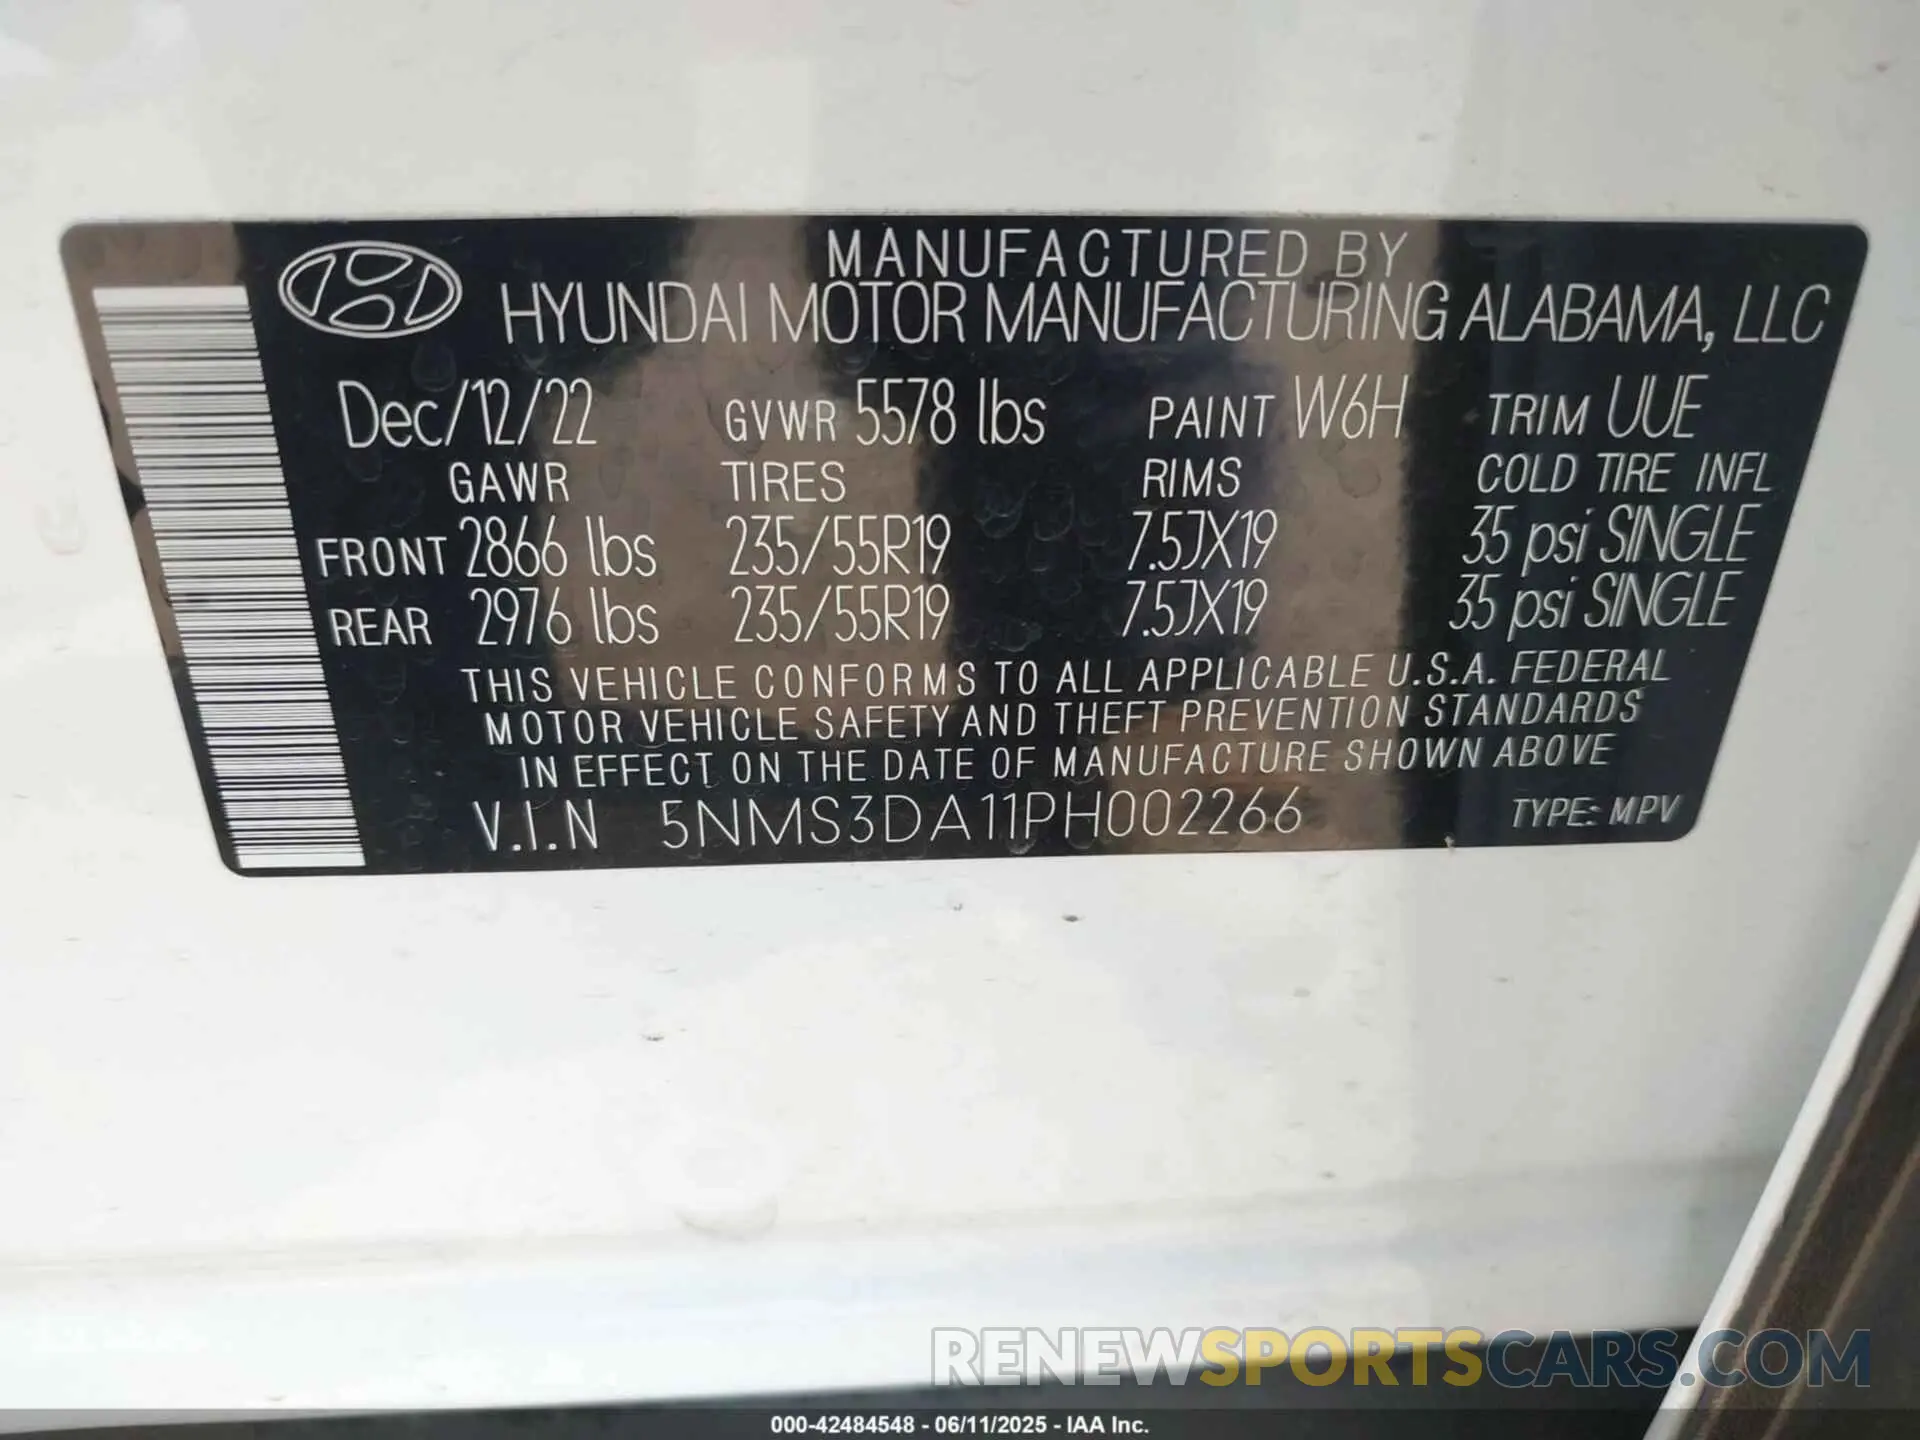 MANUFACTURED BY
HYUNDAI MOTOR MANUFACTURING ALABAMA, LLC
Dec/12/22 GVWR 5578 lbs PAINT W6H TRIM UUE
GAWR TIRES RIMS COLD TIRE INFL
FRONT 2866 lbs 235/55R19 7.5JX19 35 psi SINGLE
REAR 2976 lbs 235/55R19 7.5JX19 35 psi SINGLE
THIS VEHICLE CONFORMS TO ALL APPLICABLE U.S.A. FEDERAL
MOTOR VEHICLE SAFETY AND THEFT PREVENTION STANDARDS
IN EFFECT ON THE DATE OF MANUFACTURE SHOWN ABOVE
V.I.N 5NMS3DA11PH002266 TYPE: MPV
RENEWSPORTSCARS.COM
000-42484548 - 06/11/2025 - IAA Inc.